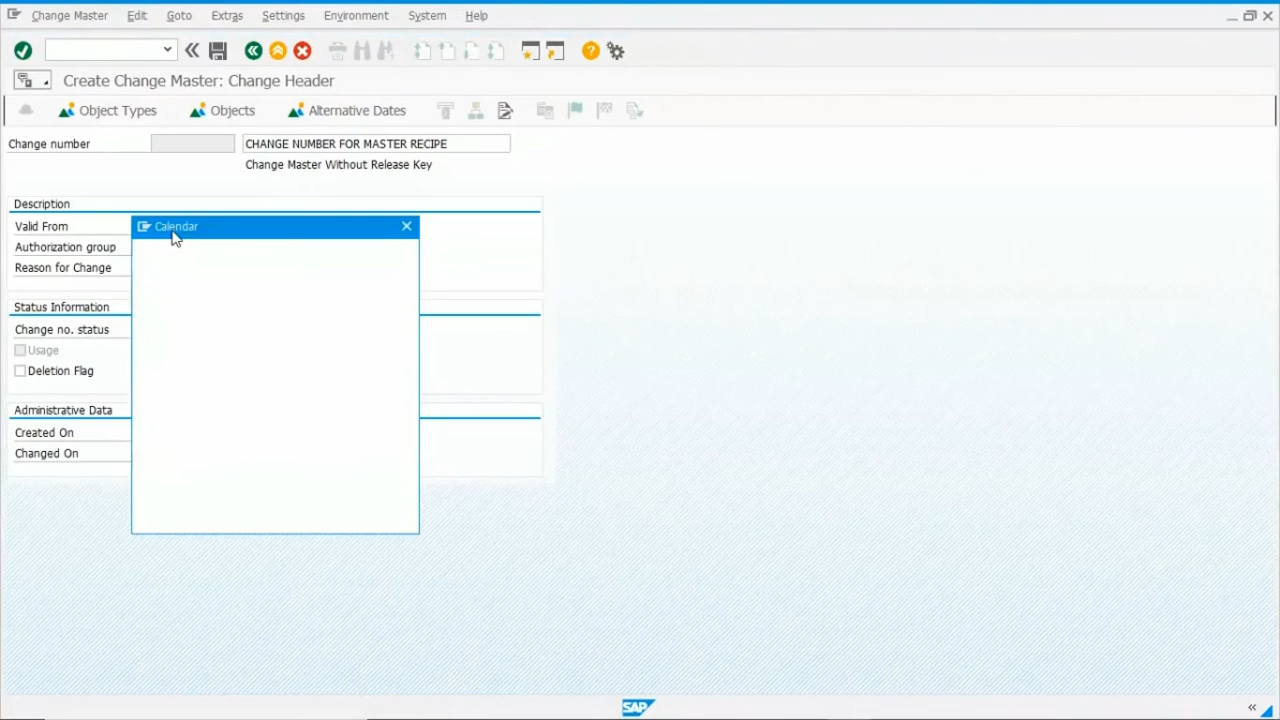 Change Master Edit Goto Extras Settings Environment System Help
Create Change Master: Change Header
Object Types Objects Alternative Dates
Change number CHANGE NUMBER FOR MASTER RECIPE
Change Master Without Release Key
Description
Valid From
Calendar
Authorization group
Reason for Change
Status Information
Change no. status
Usage
Deletion Flag
Administrative Data
Created On
Changed On
SAP